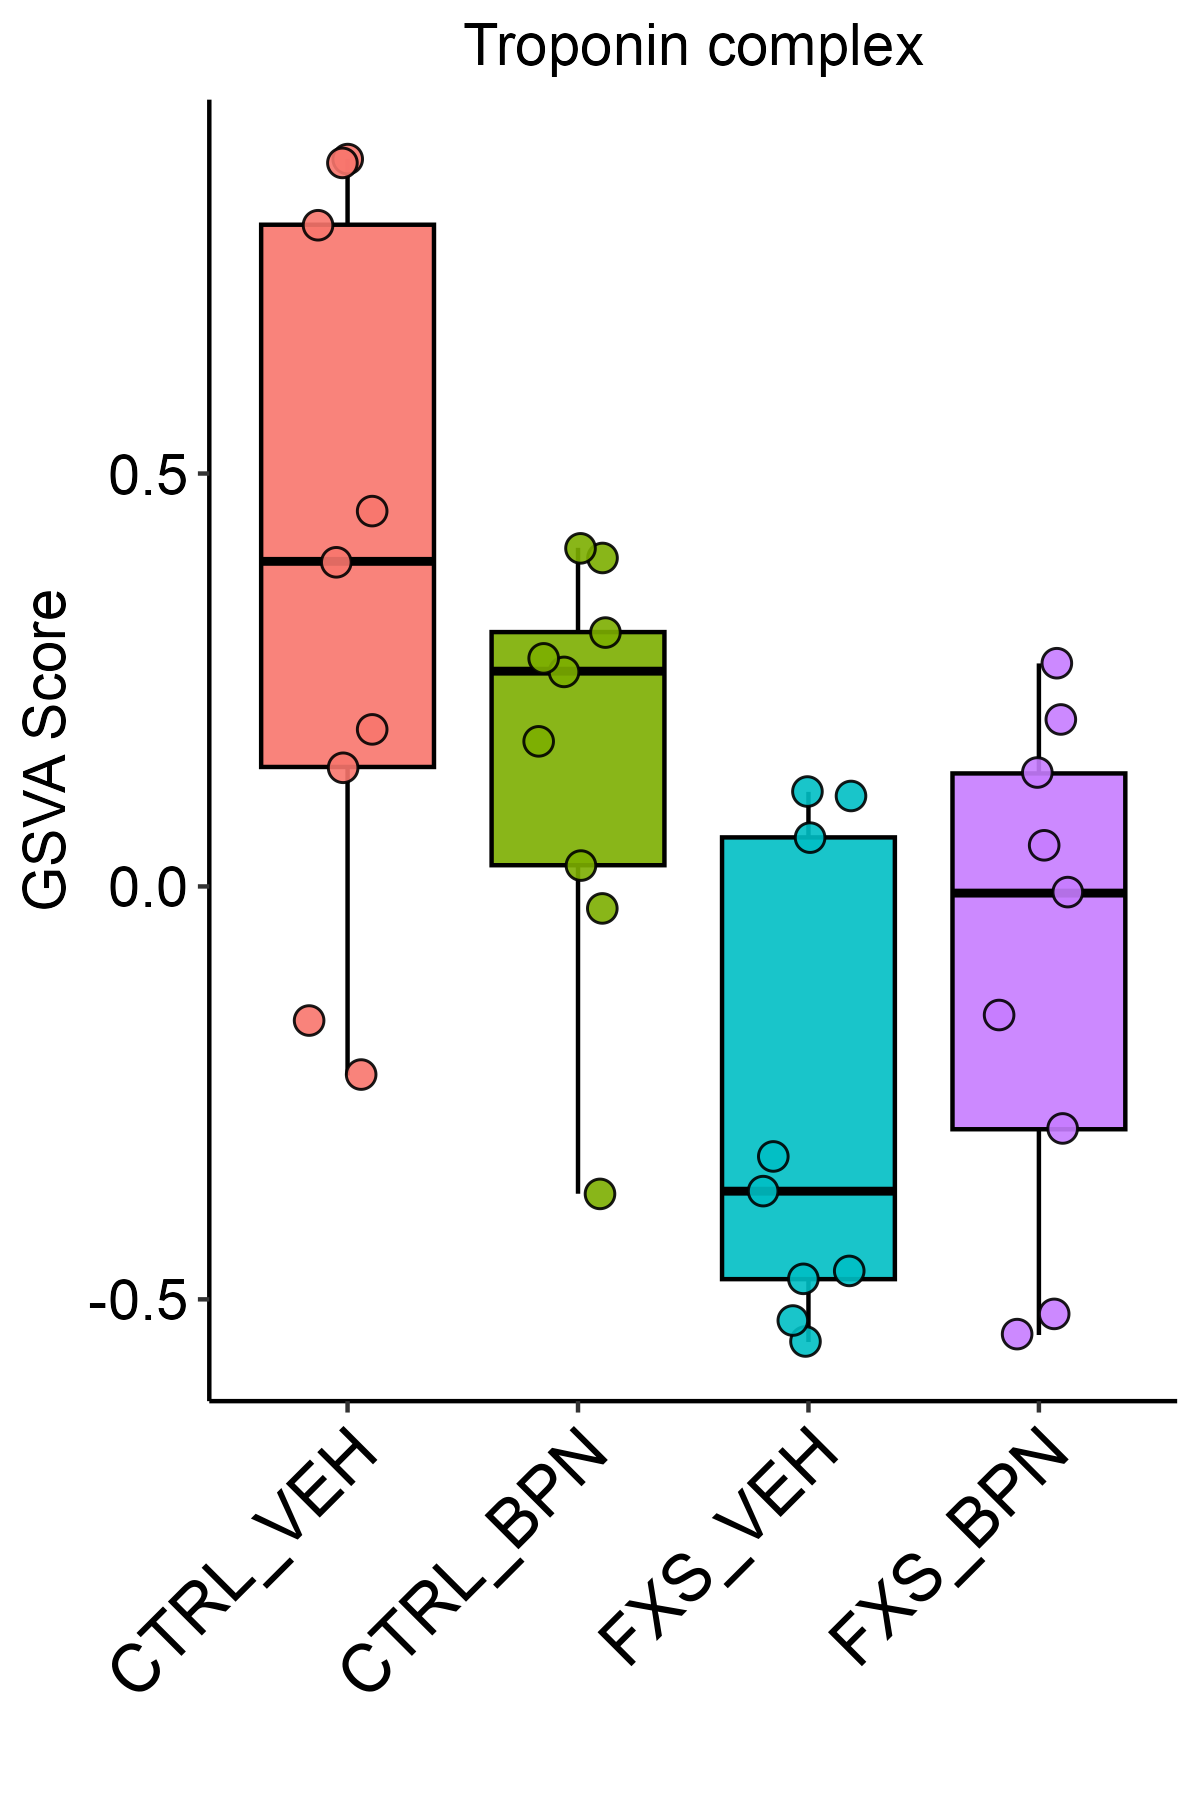 Troponin complex
GSVA Score
0.5
0.0
-0.5
CTRL_VEH
CTRL_BPN
FXS_VEH
FXS_BPN